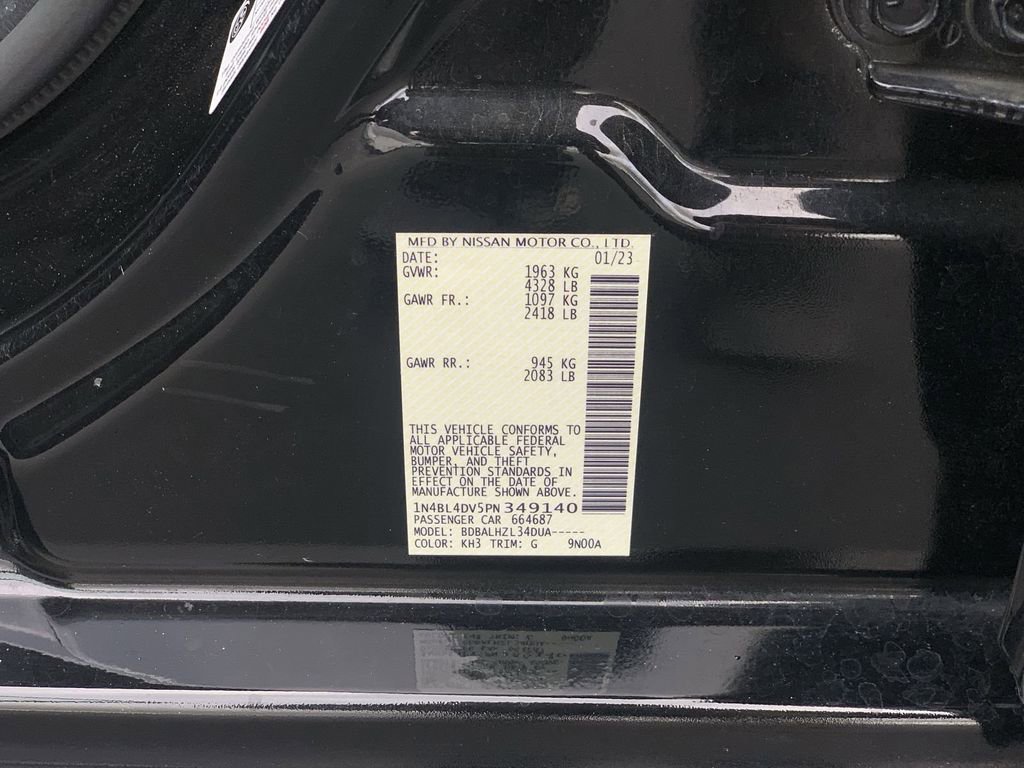 MFD BY NISSAN MOTOR CO., LTD.
DATE: 01/23
GVWR: 1963 KG
4328 LB
GAWR FR.: 1097 KG
2418 LB
GAWR RR.: 945 KG
2083 LB
THIS VEHICLE CONFORMS TO
ALL APPLICABLE FEDERAL
MOTOR VEHICLE SAFETY,
BUMPER, AND THEFT
PREVENTION STANDARDS IN
EFFECT ON THE DATE OF
MANUFACTURE SHOWN ABOVE.
1N4BL4DV5PN349140
PASSENGER CAR 664687
MODEL: BDBALHZL34DUA-----
COLOR: KH3 TRIM: G 9N00A